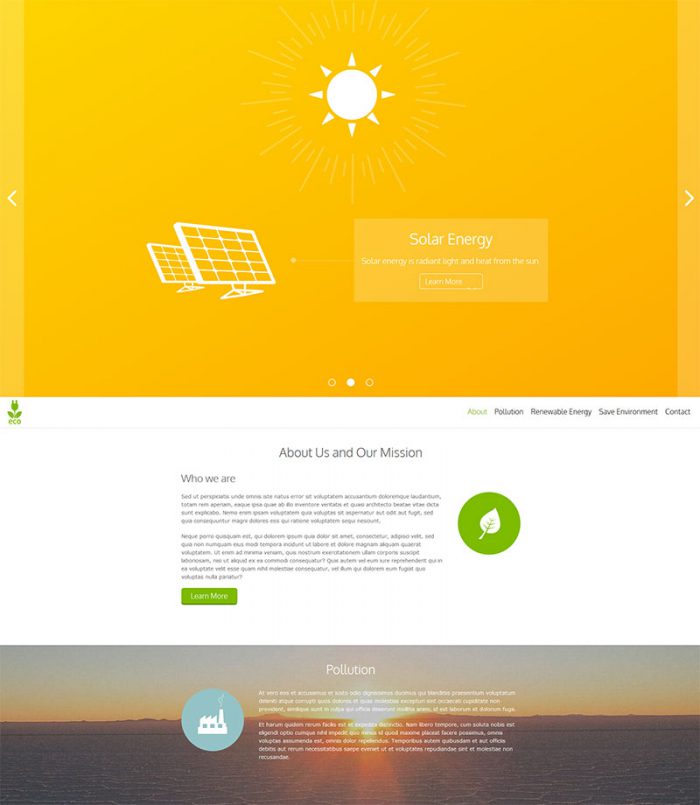 Solar Energy
Solar energy is radiant light and heat from the sun
Learn More
eco
About Pollution Renewable Energy Save Environment Contact
About Us and Our Mission
Who we are
Sed ut perspiciatis unde omnis iste natus error sit voluptatem accusantium doloremque laudantium,
totam rem aperiam, eaque ipsa quae ab illo inventore veritatis et quasi architecto beatae vitae dicta
sunt explicabo. Nemo enim ipsam voluptatem quia voluptas sit aspernatur aut odit aut fugit, sed
quia consequuntur magni dolores eos qui ratione voluptatem sequi nesciunt.
Neque porro quisquam est, qui dolorem ipsum quia dolor sit amet, consectetur, adipisci velit, sed
quia non numquam eius modi tempora incidunt ut labore et dolore magnam aliquam quaerat
voluptatem. Ut enim ad minima veniam, quis nostrum exercitationem ullam corporis suscipit
laboriosam, nisi ut aliquid ex ea commodi consequatur? Quis autem vel eum iure reprehenderit qui in
ea voluptate velit esse quam nihil molestiae consequatur, vel illum qui dolorem eum fugiat quo
voluptas nulla pariatur?
Learn More
Pollution
At vero eos et accusamus et iusto odio dignissimos ducimus qui blanditiis praesentium voluptatum
deleniti atque corrupti quos dolores et quas molestias excepturi sint occaecati cupiditate non
provident, similique sunt in culpa qui officia deserunt mollitia animi, id est laborum et dolorum fuga.
Et harum quidem rerum facilis est et expedita distinctio. Nam libero tempore, cum soluta nobis est
eligendi optio cumque nihil impedit quo minus id quod maxime placeat facere possimus, omnis
voluptas assumenda est, omnis dolor repellendus. Temporibus autem quibusdam et aut officiis
debitis aut rerum necessitatibus saepe eveniet ut et voluptates repudiandae sint et molestiae non
recusandae.